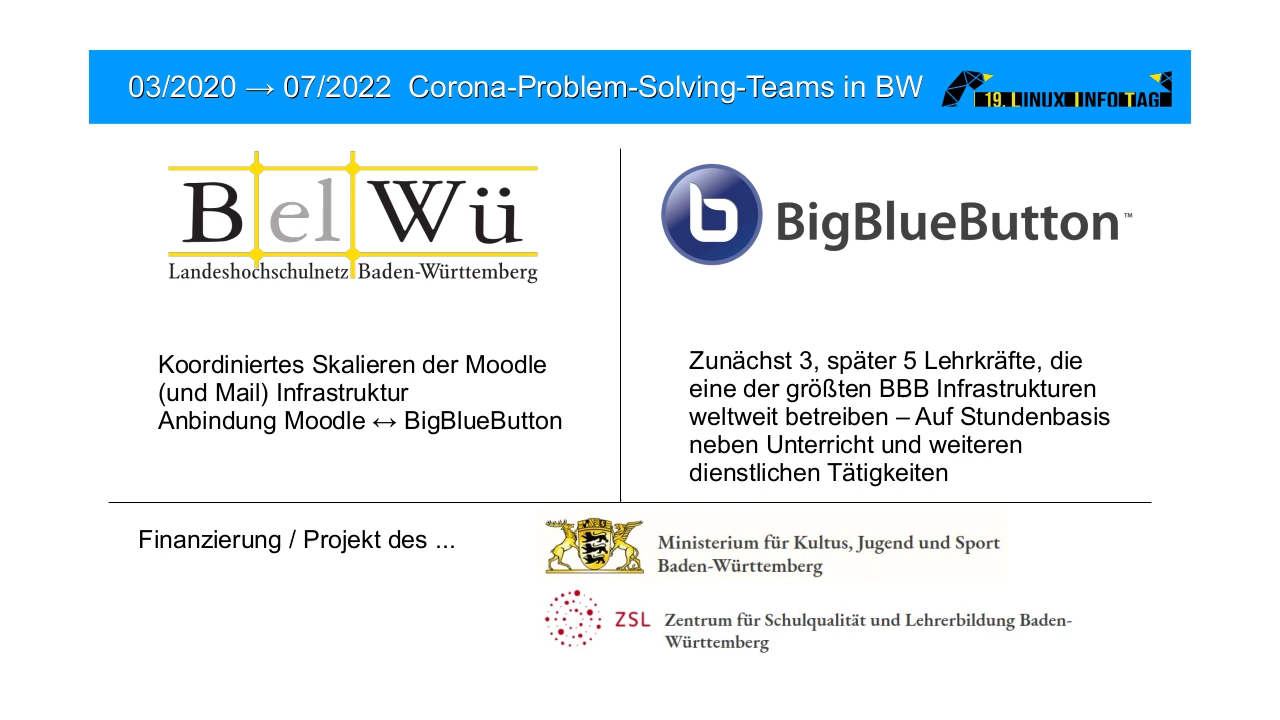 03/2020 → 07/2022 Corona-Problem-Solving-Teams in BW
19. LINUX INFOTAG
BelWü
Landeshochschulnetz Baden-Württemberg
Koordiniertes Skalieren der Moodle
(und Mail) Infrastruktur
Anbindung Moodle ↔ BigBlueButton
b
BigBlueButton™
Zunächst 3, später 5 Lehrkräfte, die
eine der größten BBB Infrastrukturen
weltweit betreiben – Auf Stundenbasis
neben Unterricht und weiteren
dienstlichen Tätigkeiten
Finanzierung / Projekt des ...
Ministerium für Kultus, Jugend und Sport
Baden-Württemberg
ZSL Zentrum für Schulqualität und Lehrerbildung Baden-
Württemberg